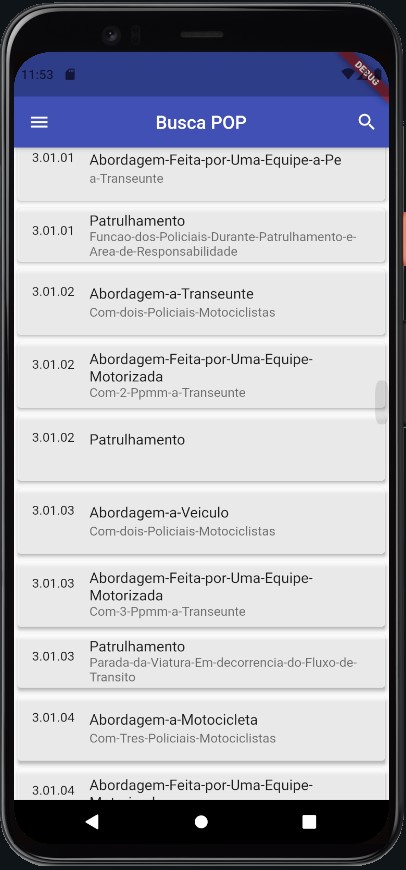 11:53
DEBUG
Busca POP
3.01.01
Abordagem-Feita-por-Uma-Equipe-a-Pe
a-Transeunte
3.01.01
Patrulhamento
Funcao-dos-Policiais-Durante-Patrulhamento-e-
Area-de-Responsabilidade
3.01.02
Abordagem-a-Transeunte
Com-dois-Policiais-Motociclistas
3.01.02
Abordagem-Feita-por-Uma-Equipe-
Motorizada
Com-2-Ppmm-a-Transeunte
3.01.02
Patrulhamento
3.01.03
Abordagem-a-Veiculo
Com-dois-Policiais-Motociclistas
3.01.03
Abordagem-Feita-por-Uma-Equipe-
Motorizada
Com-3-Ppmm-a-Transeunte
3.01.03
Patrulhamento
Parada-da-Viatura-Em-decorrencia-do-Fluxo-de-
Transito
3.01.04
Abordagem-a-Motocicleta
Com-Tres-Policiais-Motociclistas
3.01.04
Abordagem-Feita-por-Uma-Equipe-